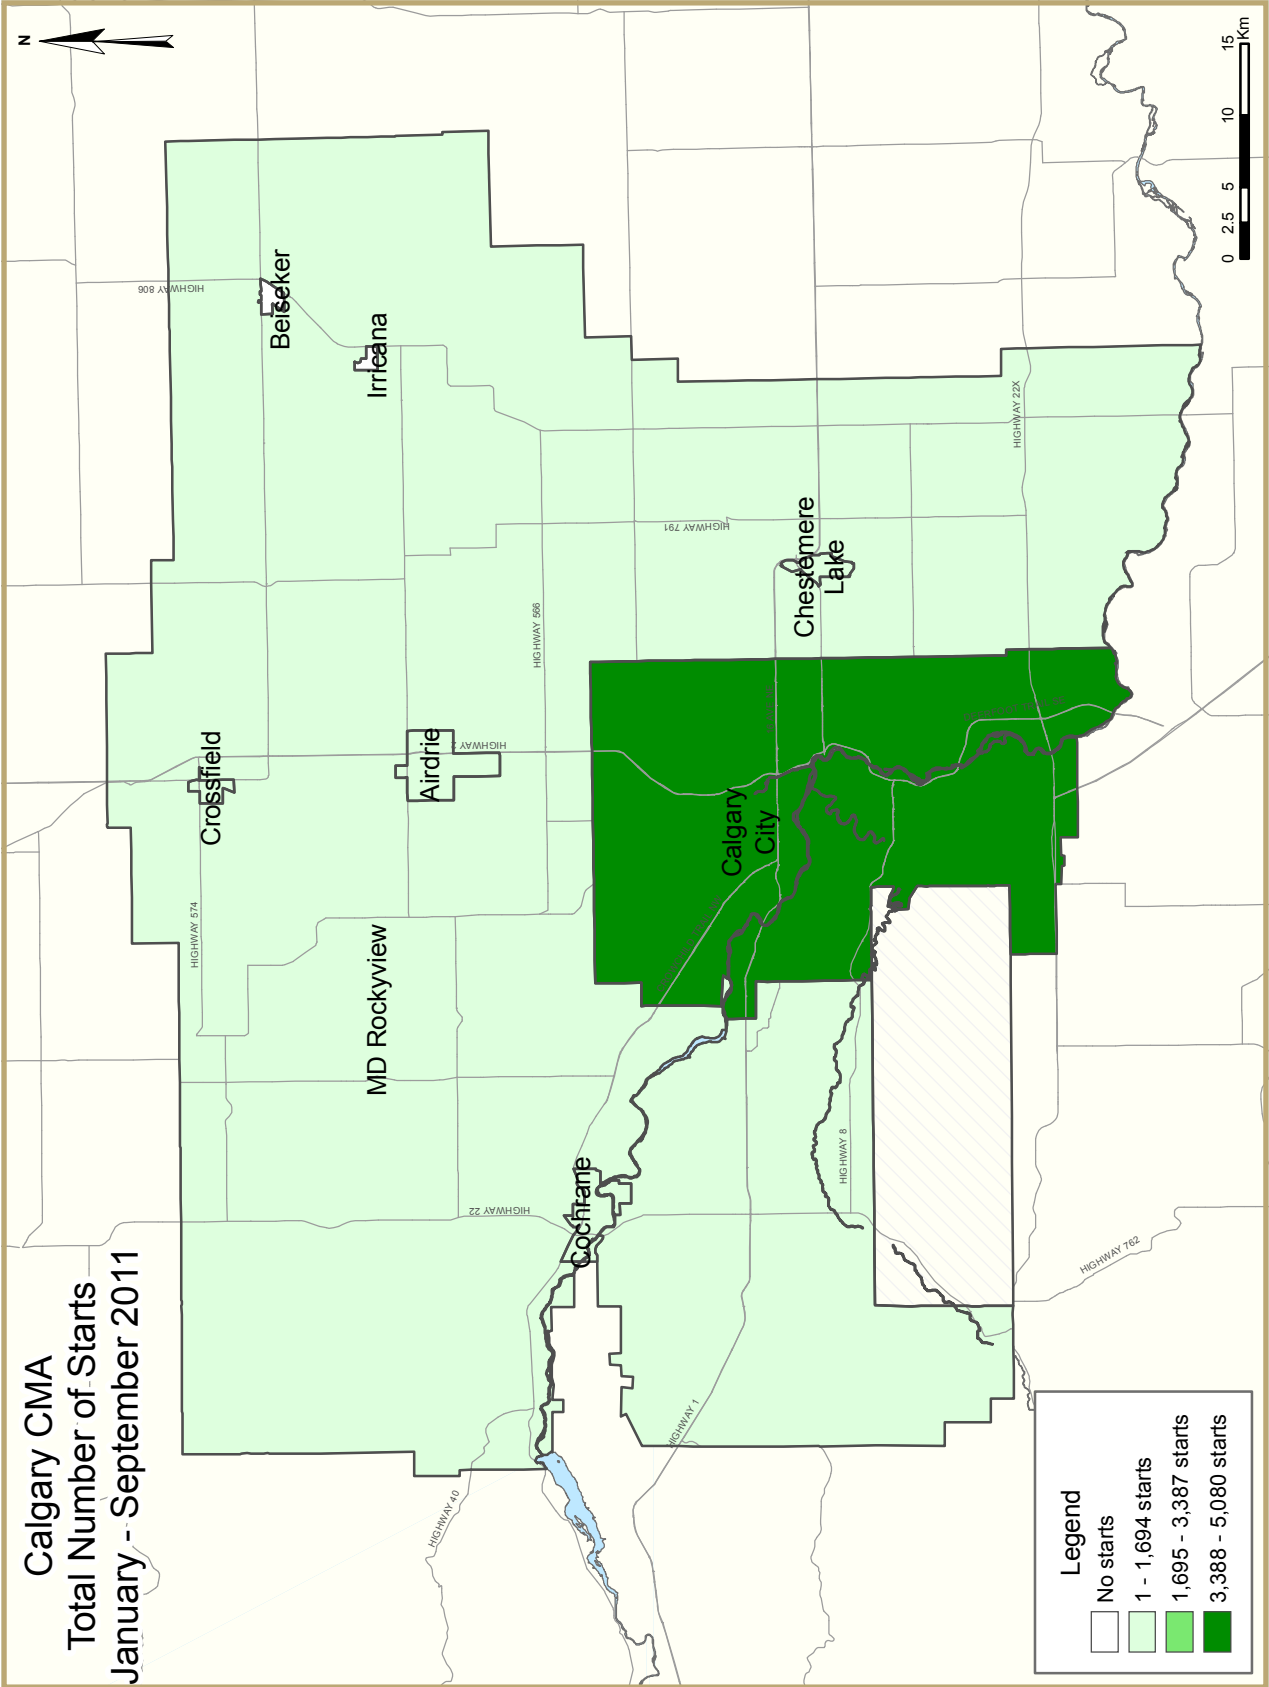 Calgary CMA
Total Number of Starts
January - September 2011
N
HIGHWAY 806
Beiseker
Irricana
Crossfield
HIGHWAY 574
Airdrie
HIGHWAY 2
HIGHWAY 566
HIGHWAY 791
HIGHWAY 22X
MD Rockyview
Chestemere
Lake
Calgary
City
Cochrane
HIGHWAY 22
HIGHWAY 8
HIGHWAY 762
HIGHWAY 1
HIGHWAY 40
Legend
No starts
1 - 1,694 starts
1,695 - 3,387 starts
3,388 - 5,080 starts
0 2.5 5 10 15
Km